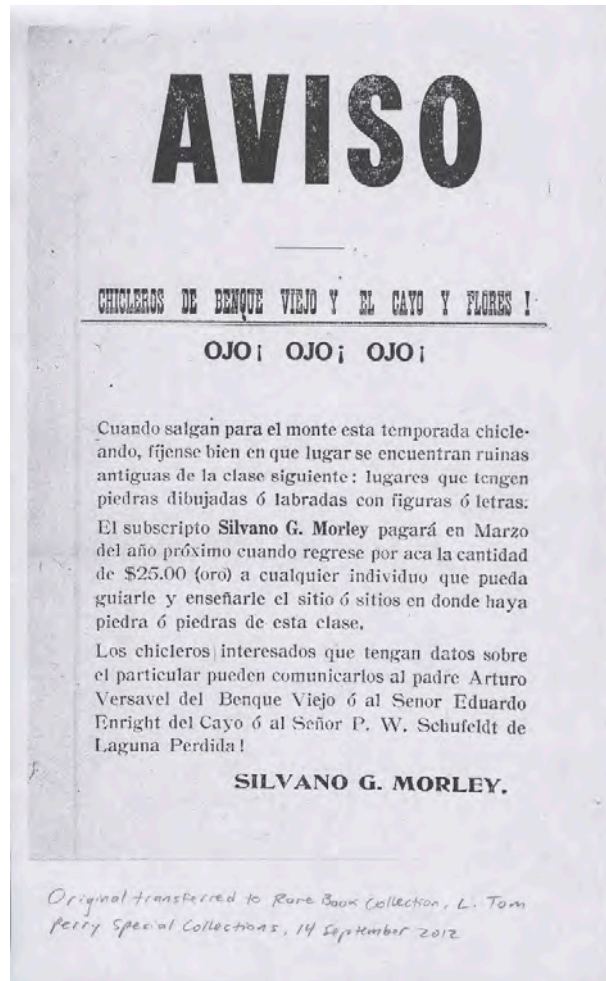 AVISO
CHICLEROS DE BENQUE VIEJO Y EL CAYO Y FLORES !
OJO¡ OJO¡ OJO¡
Cuando salgan para el monte esta temporada chicle-
ando, fíjense bien en que lugar se encuentran ruinas
antiguas de la clase siguiente: lugares que tengen
piedras dibujadas ó labradas con figuras ó letras.
El subscripto Silvano G. Morley pagará en Marzo
del año próximo cuando regrese por aca la cantidad
de $25.00 (oro) a cualquier individuo que pueda
guiarle y enseñarle el sitio ó sitios en donde haya
piedra ó piedras de esta clase.
Los chicleros interesados que tengan datos sobre
el particular pueden comunicarlos al padre Arturo
Versavel del Benque Viejo ó al Senor Eduardo
Enright del Cayo ó al Señor P. W. Schufeldt de
Laguna Perdida !
SILVANO G. MORLEY.
Original transferred to Rare Book Collection, L. Tom
Perry Special Collections, 14 September 2012